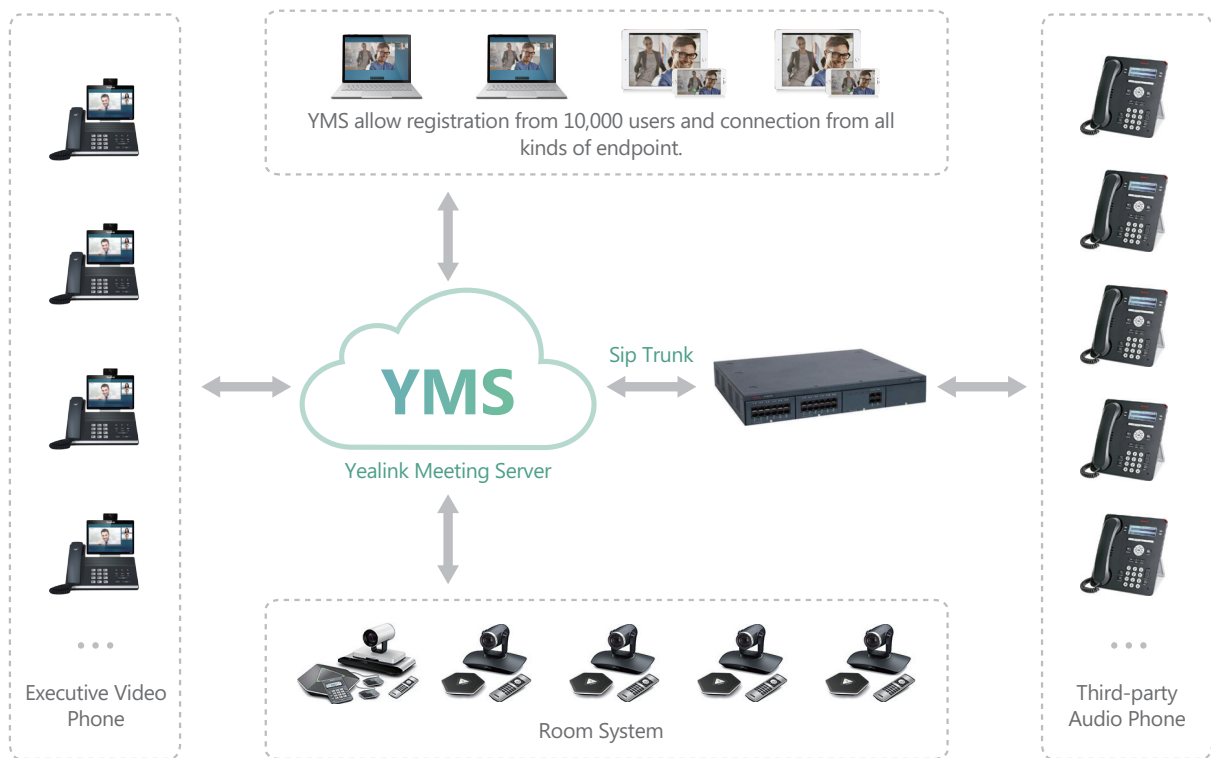 YMS allow registration from 10,000 users and connection from all
kinds of endpoint.
Sip Trunk
YMS
Yealink Meeting Server
Executive Video
Phone
Room System
Third-party
Audio Phone